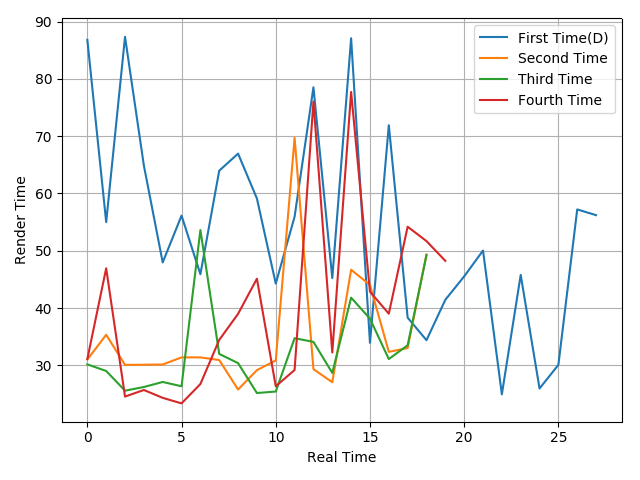 90
80
70
60
50
40
30
Render Time
0 5 10 15 20 25
Real Time
First Time(D)
Second Time
Third Time
Fourth Time